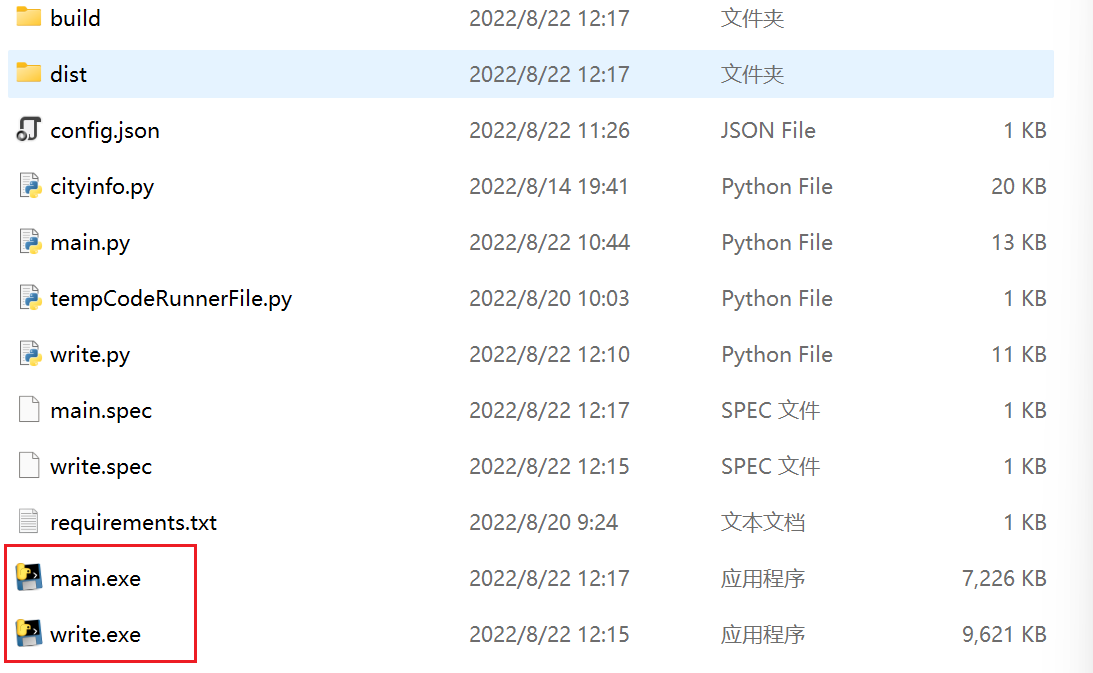 build 2022/8/22 12:17 文件夹
dist 2022/8/22 12:17 文件夹
config.json 2022/8/22 11:26 JSON File 1 KB
cityinfo.py 2022/8/14 19:41 Python File 20 KB
main.py 2022/8/22 10:44 Python File 13 KB
tempCodeRunnerFile.py 2022/8/20 10:03 Python File 1 KB
write.py 2022/8/22 12:10 Python File 11 KB
main.spec 2022/8/22 12:17 SPEC 文件 1 KB
write.spec 2022/8/22 12:15 SPEC 文件 1 KB
requirements.txt 2022/8/20 9:24 文本文档 1 KB
main.exe 2022/8/22 12:17 应用程序 7,226 KB
write.exe 2022/8/22 12:15 应用程序 9,621 KB